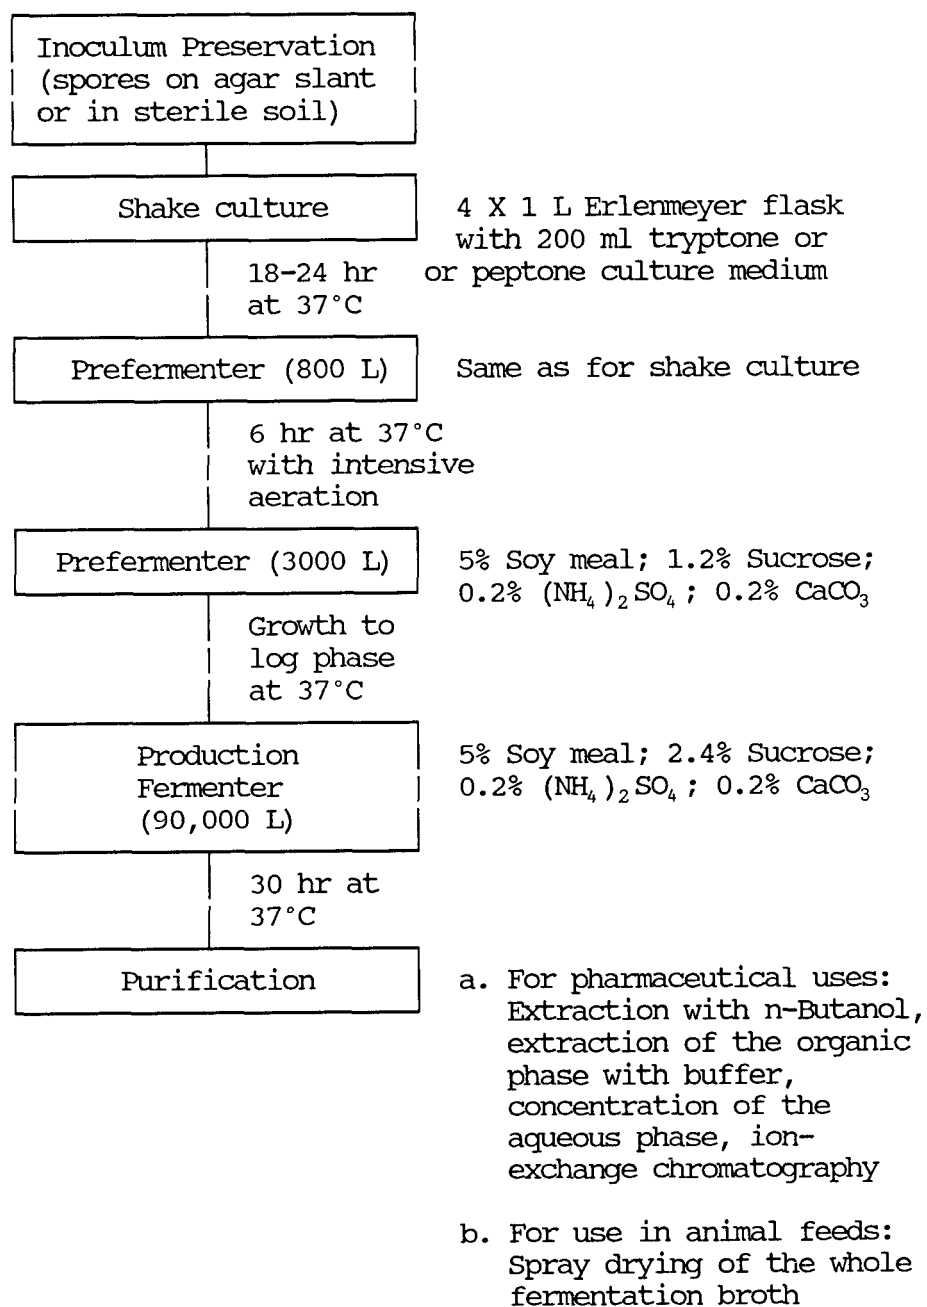 Inoculum Preservation
(spores on agar slant
or in sterile soil)
Shake culture
4 X 1 L Erlenmeyer flask
with 200 ml tryptone or
or peptone culture medium
18-24 hr
at 37°C
Prefermenter (800 L)
Same as for shake culture
6 hr at 37°C
with intensive
aeration
Prefermenter (3000 L)
5% Soy meal; 1.2% Sucrose;
0.2% (NH₄)₂SO₄; 0.2% CaCO₃
Growth to
log phase
at 37°C
Production
Fermenter
(90,000 L)
5% Soy meal; 2.4% Sucrose;
0.2% (NH₄)₂SO₄; 0.2% CaCO₃
30 hr at
37°C
Purification
a. For pharmaceutical uses:
Extraction with n-Butanol,
extraction of the organic
phase with buffer,
concentration of the
aqueous phase, ion-
exchange chromatography
b. For use in animal feeds:
Spray drying of the whole
fermentation broth